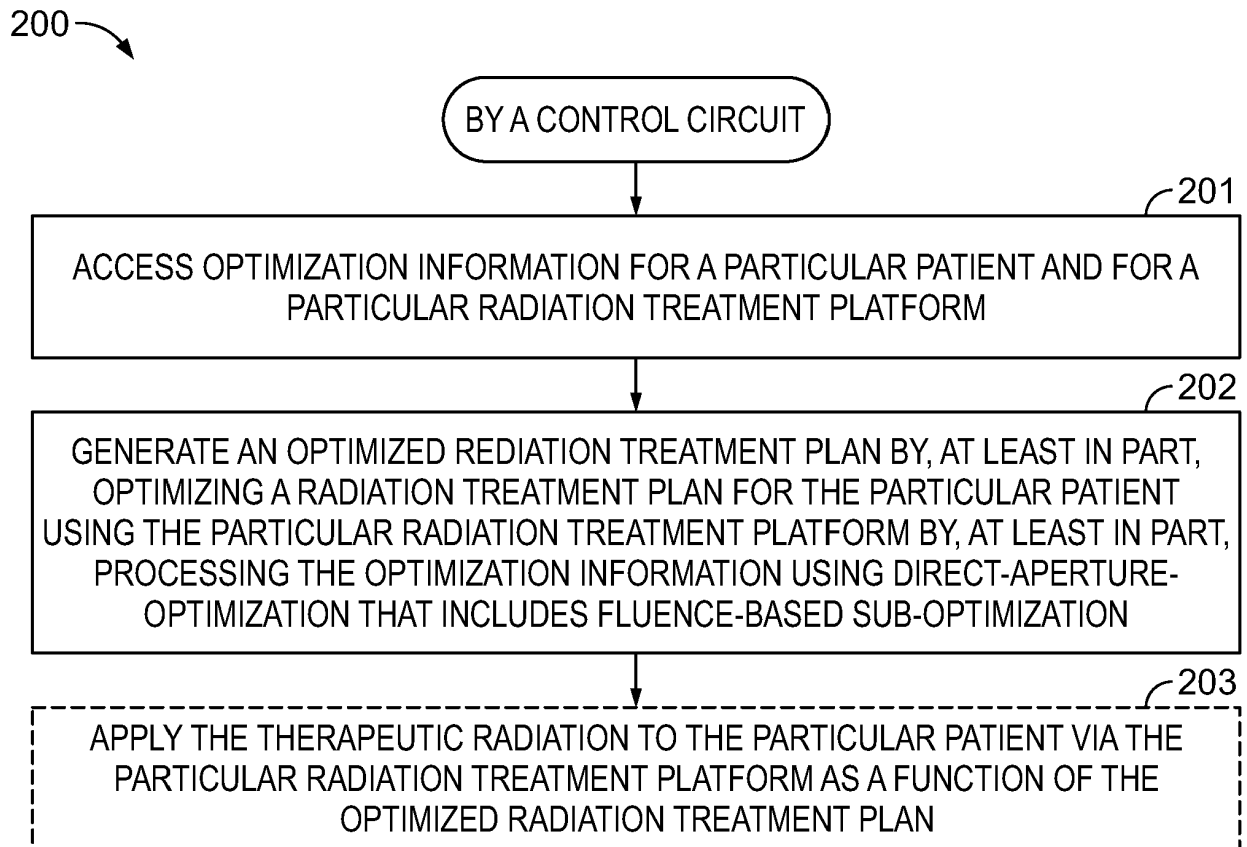 200
BY A CONTROL CIRCUIT
201
ACCESS OPTIMIZATION INFORMATION FOR A PARTICULAR PATIENT AND FOR A
PARTICULAR RADIATION TREATMENT PLATFORM
202
GENERATE AN OPTIMIZED REDIATION TREATMENT PLAN BY, AT LEAST IN PART,
OPTIMIZING A RADIATION TREATMENT PLAN FOR THE PARTICULAR PATIENT
USING THE PARTICULAR RADIATION TREATMENT PLATFORM BY, AT LEAST IN PART,
PROCESSING THE OPTIMIZATION INFORMATION USING DIRECT-APERTURE-
OPTIMIZATION THAT INCLUDES FLUENCE-BASED SUB-OPTIMIZATION
203
APPLY THE THERAPEUTIC RADIATION TO THE PARTICULAR PATIENT VIA THE
PARTICULAR RADIATION TREATMENT PLATFORM AS A FUNCTION OF THE
OPTIMIZED RADIATION TREATMENT PLAN